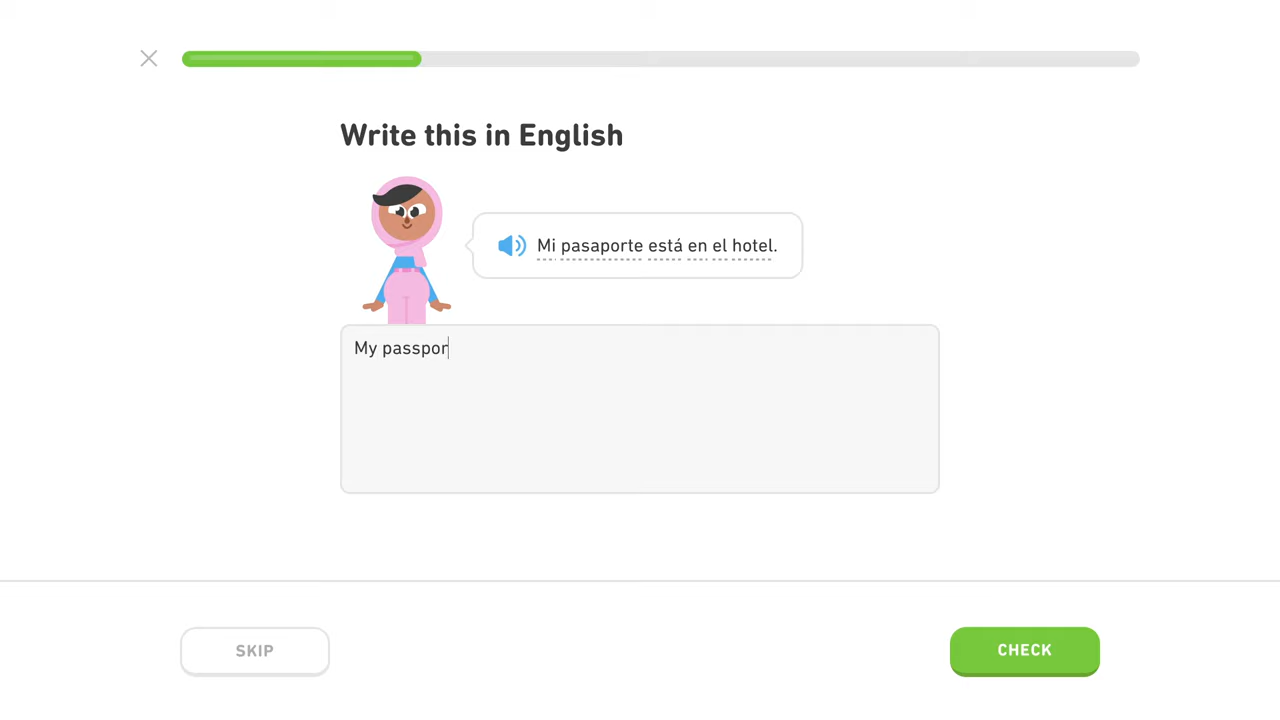 Write this in English
Mi pasaporte está en el hotel.
My passpor
SKIP
CHECK